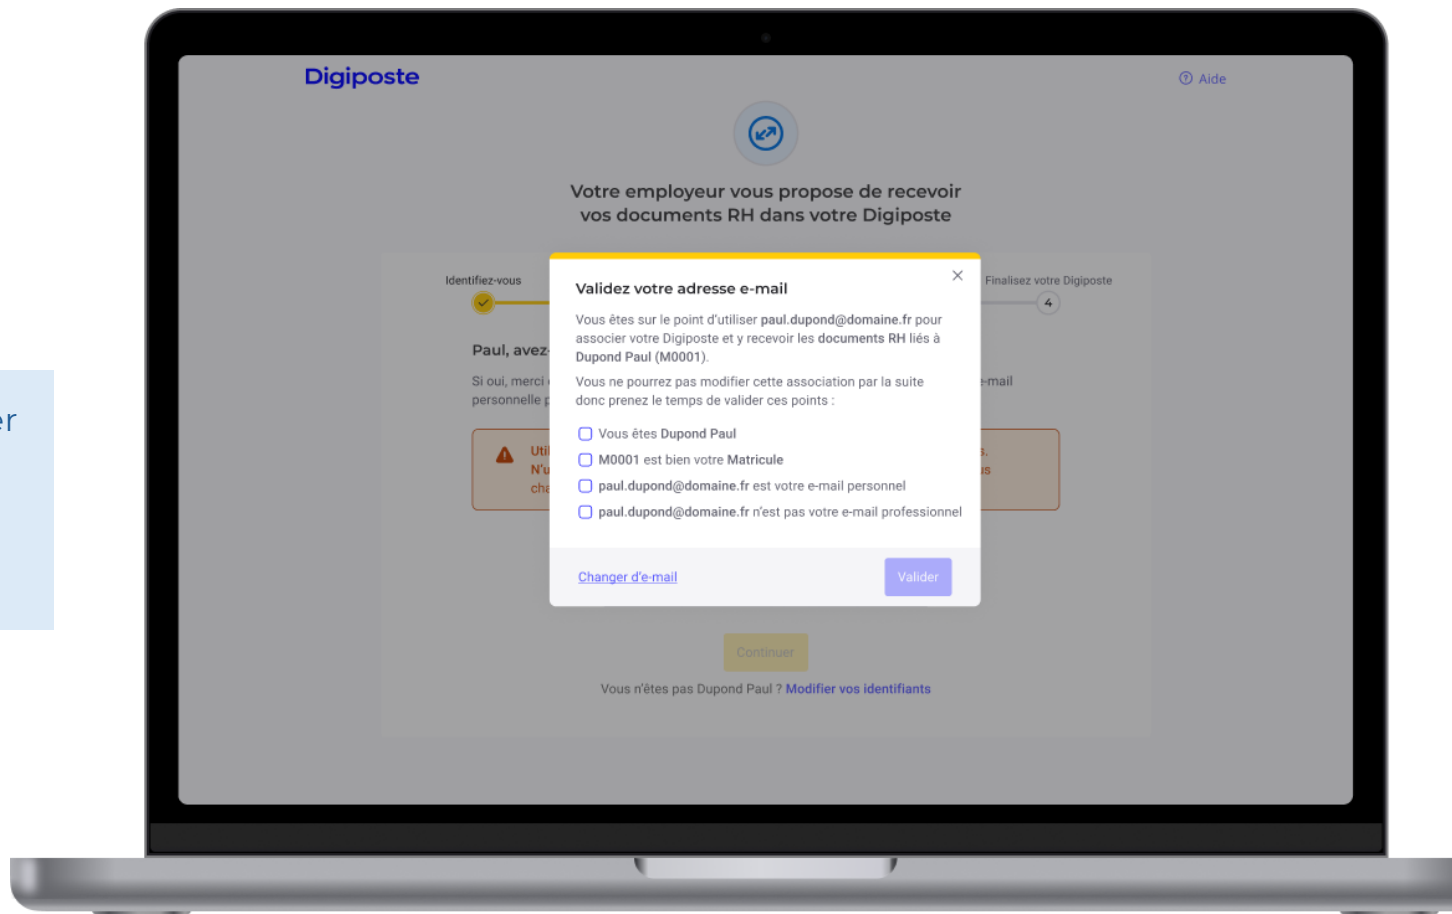 Digiposte
Aide
Votre employeur vous propose de recevoir
vos documents RH dans votre Digiposte
Identifiez-vous
Finalisez votre Digiposte
4
Paul, avez-
Si oui, merci
e-mail
personnelle p
Uti
s.
N'u
us
cha
Validez votre adresse e-mail
Vous êtes sur le point d'utiliser paul.dupond@domaine.fr pour
associer votre Digiposte et y recevoir les documents RH liés à
Dupond Paul (M0001).
Vous ne pourrez pas modifier cette association par la suite
donc prenez le temps de valider ces points :
Vous êtes Dupond Paul
M0001 est bien votre Matricule
paul.dupond@domaine.fr est votre e-mail personnel
paul.dupond@domaine.fr n'est pas votre e-mail professionnel
Changer d'e-mail
Valider
Continuer
Vous n'êtes pas Dupond Paul ? Modifier vos identifiants
er